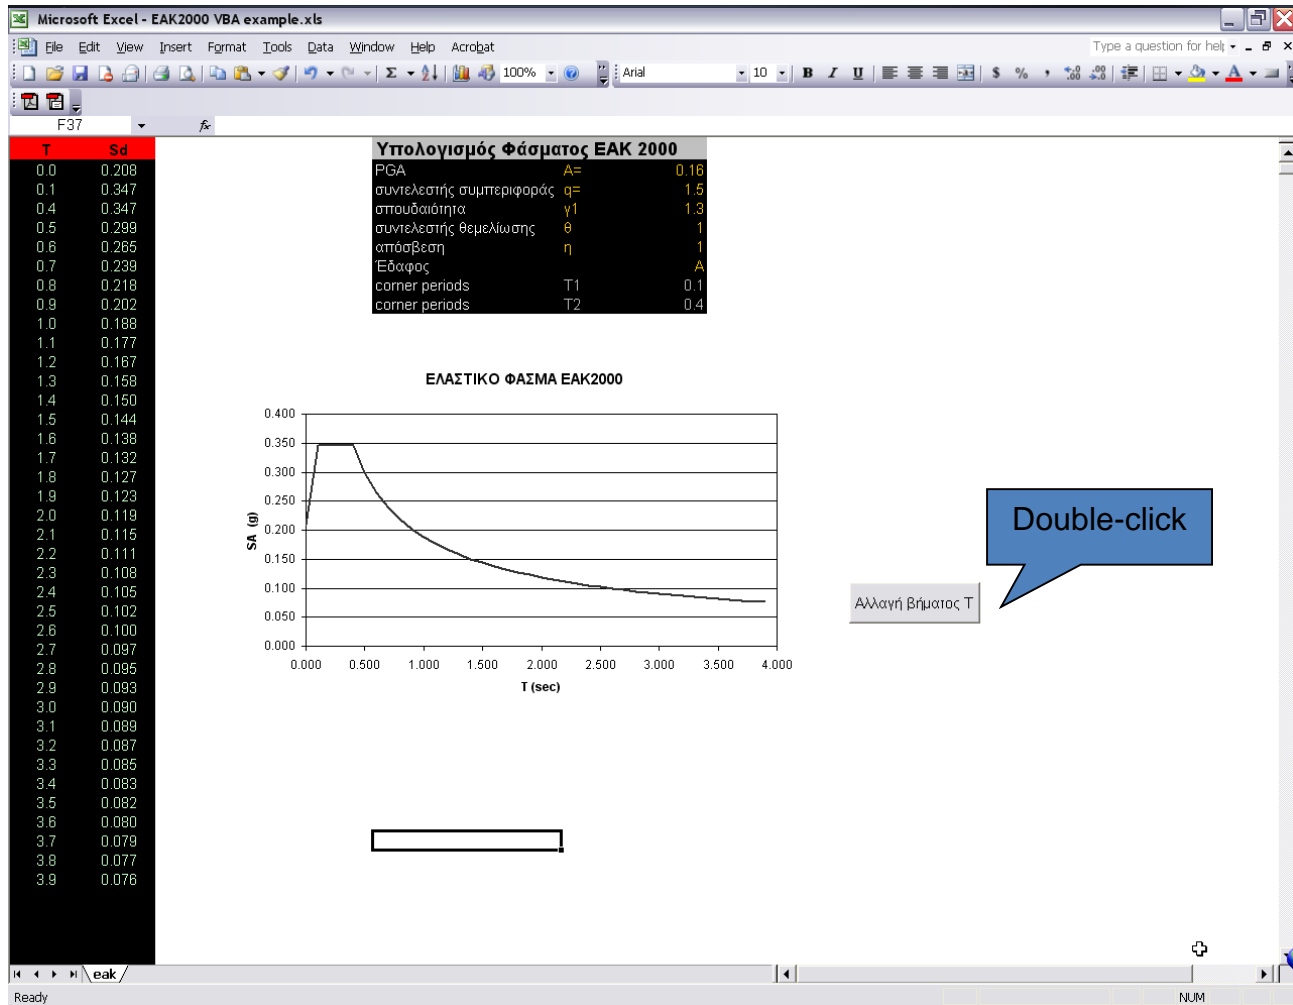 Microsoft Excel - EAK2000 VBA example.xls
File Edit View Insert Format Tools Data Window Help Acrobat Type a question for help
100% Arial 10 B I U $ % ,
F37 fx
T Sd
0.0 0.208
0.1 0.347
0.4 0.347
0.5 0.299
0.6 0.265
0.7 0.239
0.8 0.218
0.9 0.202
1.0 0.188
1.1 0.177
1.2 0.167
1.3 0.158
1.4 0.150
1.5 0.144
1.6 0.138
1.7 0.132
1.8 0.127
1.9 0.123
2.0 0.119
2.1 0.115
2.2 0.111
2.3 0.108
2.4 0.105
2.5 0.102
2.6 0.100
2.7 0.097
2.8 0.095
2.9 0.093
3.0 0.090
3.1 0.089
3.2 0.087
3.3 0.085
3.4 0.083
3.5 0.082
3.6 0.080
3.7 0.079
3.8 0.077
3.9 0.076
Υπολογισμός Φάσματος ΕΑΚ 2000
PGA A= 0.16
συντελεστής συμπεριφοράς q= 1.5
σπουδαιότητα γ1 1.3
συντελεστής θεμελίωσης θ 1
απόσβεση η 1
Έδαφος A
corner periods T1 0.1
corner periods T2 0.4
ΕΛΑΣΤΙΚΟ ΦΑΣΜΑ ΕΑΚ2000
SA (g)
0.400
0.350
0.300
0.250
0.200
0.150
0.100
0.050
0.000
0.000 0.500 1.000 1.500 2.000 2.500 3.000 3.500 4.000
T (sec)
Double-click
Αλλαγή βήματος T
eak
Ready NUM